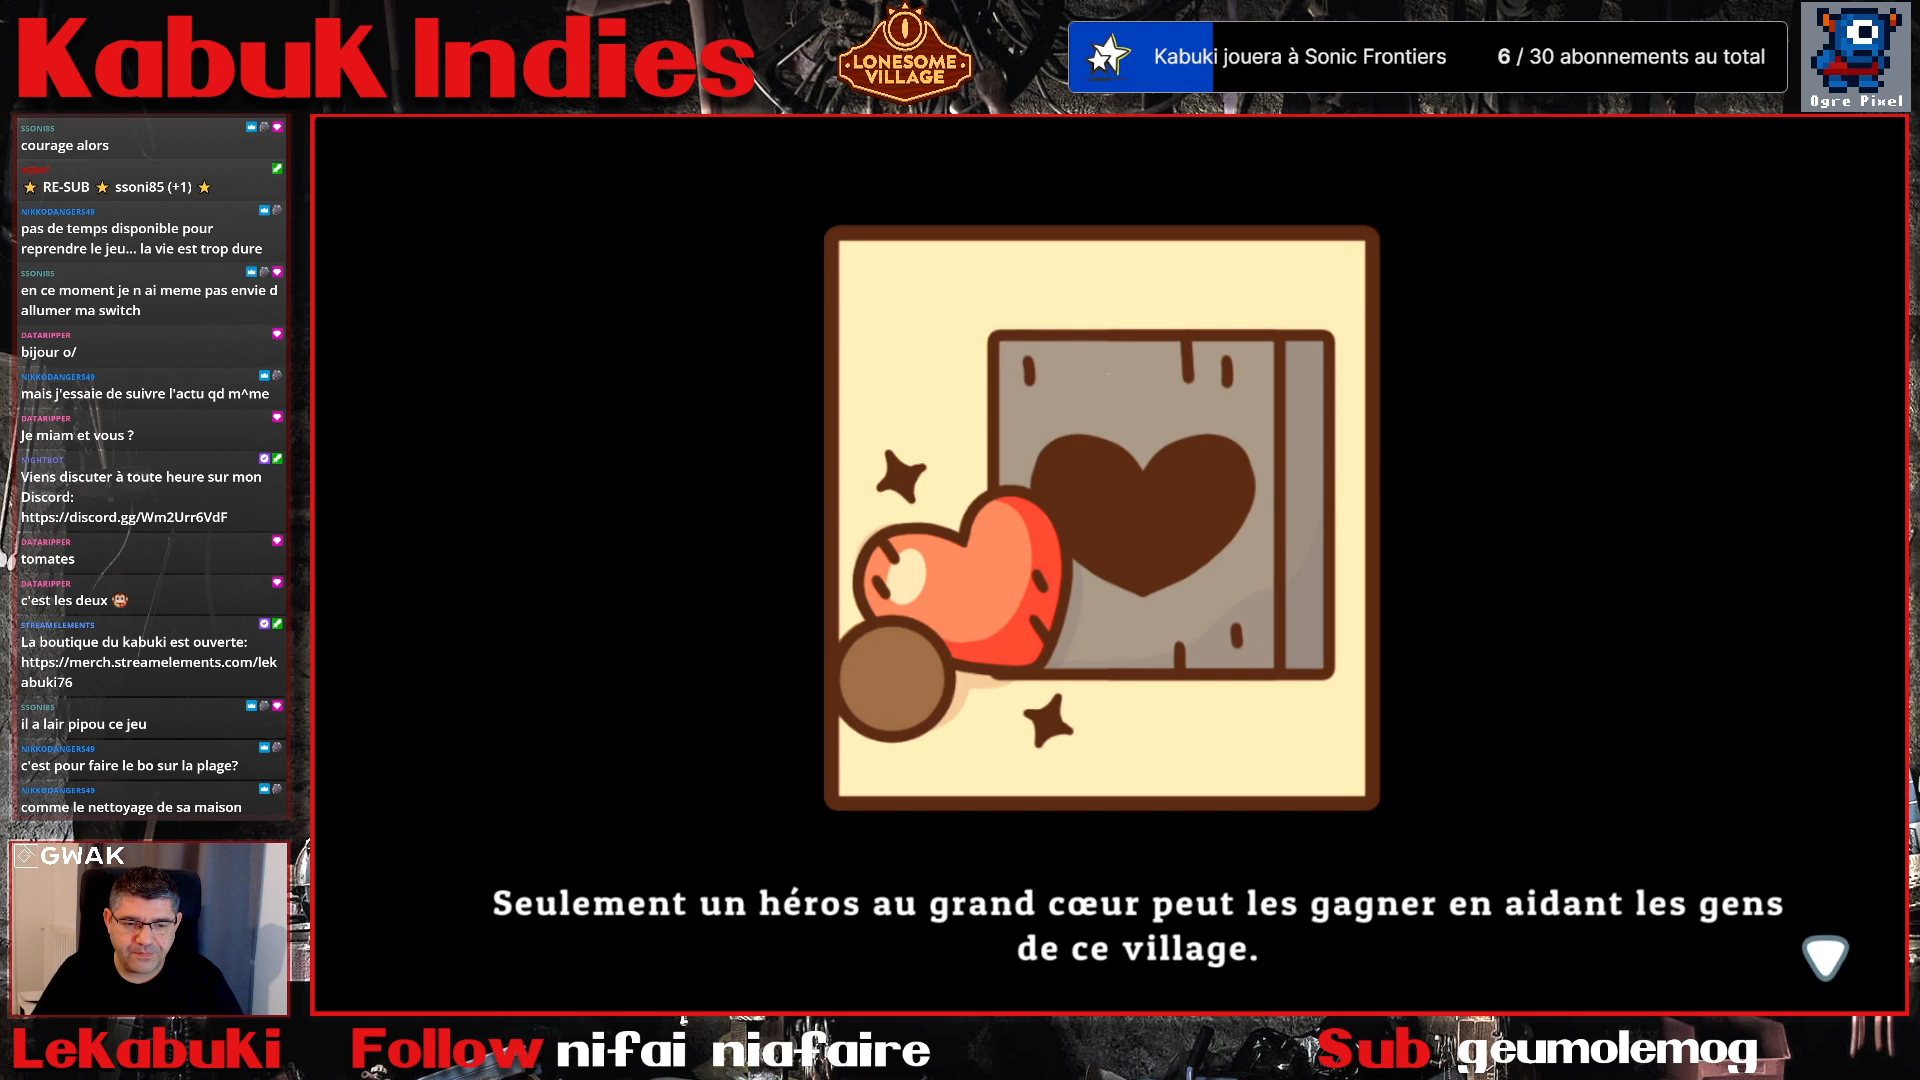 KabuK Indies
LONESOME
VILLAGE
Kabuki jouera à Sonic Frontiers
6 / 30 abonnements au total
Ogre Pixel
SSONI85
courage alors
★ RE-SUB ★ ssoni85 (+1) ★
NIKKODANGERS49
pas de temps disponible pour
reprendre le jeu... la vie est trop dure
SSONI85
en ce moment je n ai meme pas envie d
allumer ma switch
DATARIPPER
bijour o/
NIKKODANGERS49
mais j'essaie de suivre l'actu qd m^me
DATARIPPER
Je miam et vous ?
NIGHTBOT
Viens discuter à toute heure sur mon
Discord:
https://discord.gg/Wm2Urr6VdF
DATARIPPER
tomates
DATARIPPER
c'est les deux 🙊
STREAMELEMENTS
La boutique du kabuki est ouverte:
https://merch.streamelements.com/lek
abuki76
SSONI85
il a lair pipou ce jeu
NIKKODANGERS49
c'est pour faire le bo sur la plage?
NIKKODANGERS49
comme le nettoyage de sa maison
GWAK
Seulement un héros au grand cœur peut les gagner en aidant les gens
de ce village.
LeKabuki
Follow nifai niafaire
Sub geumolemog